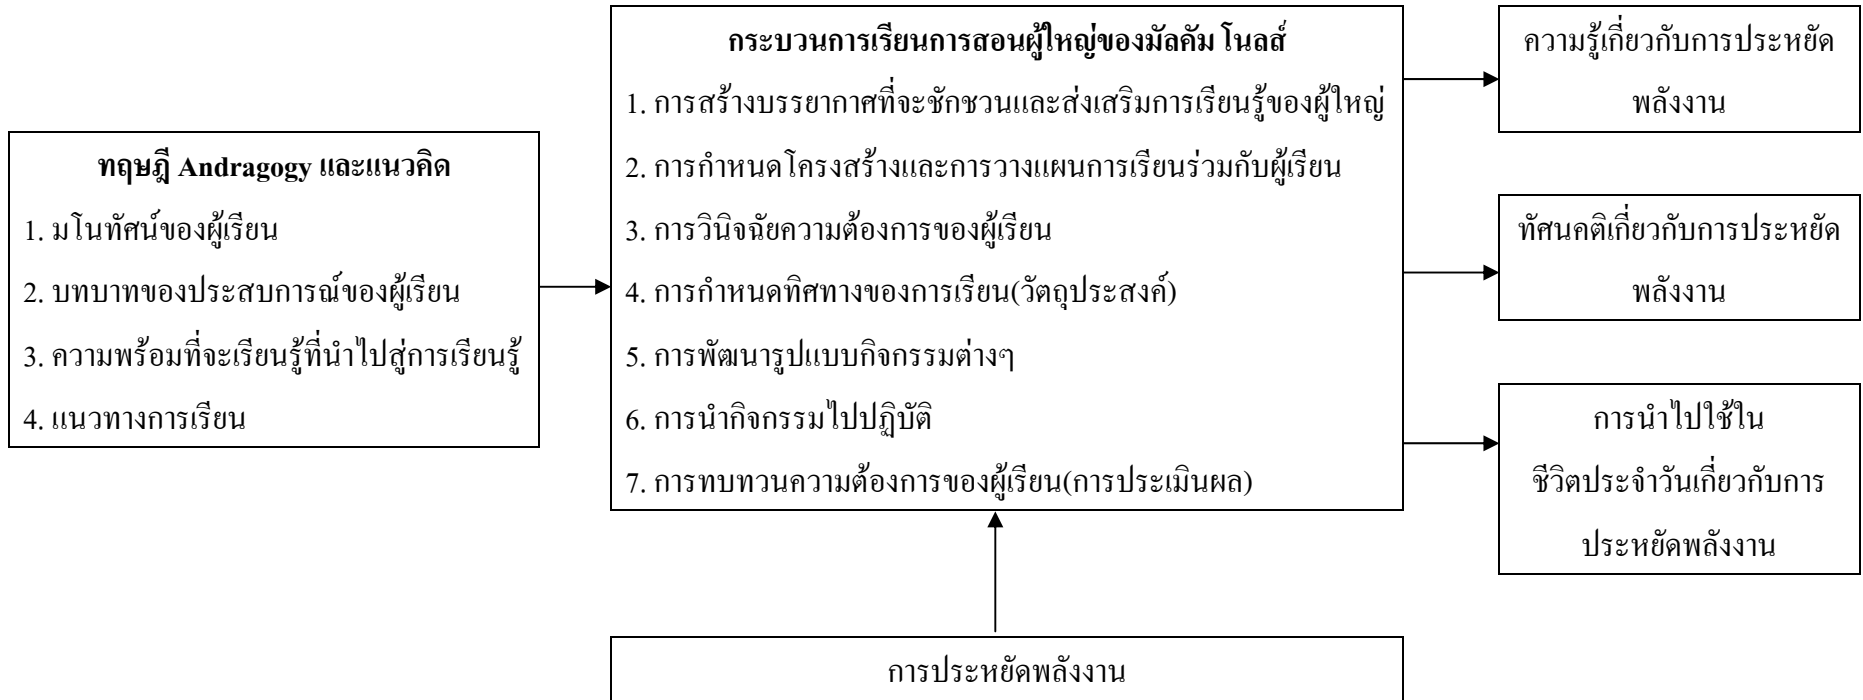 ทฤษฎี Andragogy และแนวคิด
1. มโนทัศน์ของผู้เรียน
2. บทบาทของประสบการณ์ของผู้เรียน
3. ความพร้อมที่จะเรียนรู้ที่นำไปสู่การเรียนรู้
4. แนวทางการเรียน
กระบวนการเรียนการสอนผู้ใหญ่ของมัลคัม โนลส์
1. การสร้างบรรยากาศที่จะชักชวนและส่งเสริมการเรียนรู้ของผู้ใหญ่
2. การกำหนดโครงสร้างและการวางแผนการเรียนร่วมกับผู้เรียน
3. การวินิจฉัยความต้องการของผู้เรียน
4. การกำหนดทิศทางของการเรียน(วัตถุประสงค์)
5. การพัฒนารูปแบบกิจกรรมต่างๆ
6. การนำกิจกรรมไปปฏิบัติ
7. การทบทวนความต้องการของผู้เรียน(การประเมินผล)
ความรู้เกี่ยวกับการประหยัด
พลังงาน
ทัศนคติเกี่ยวกับการประหยัด
พลังงาน
การนำไปใช้ใน
ชีวิตประจำวันเกี่ยวกับการ
ประหยัดพลังงาน
การประหยัดพลังงาน